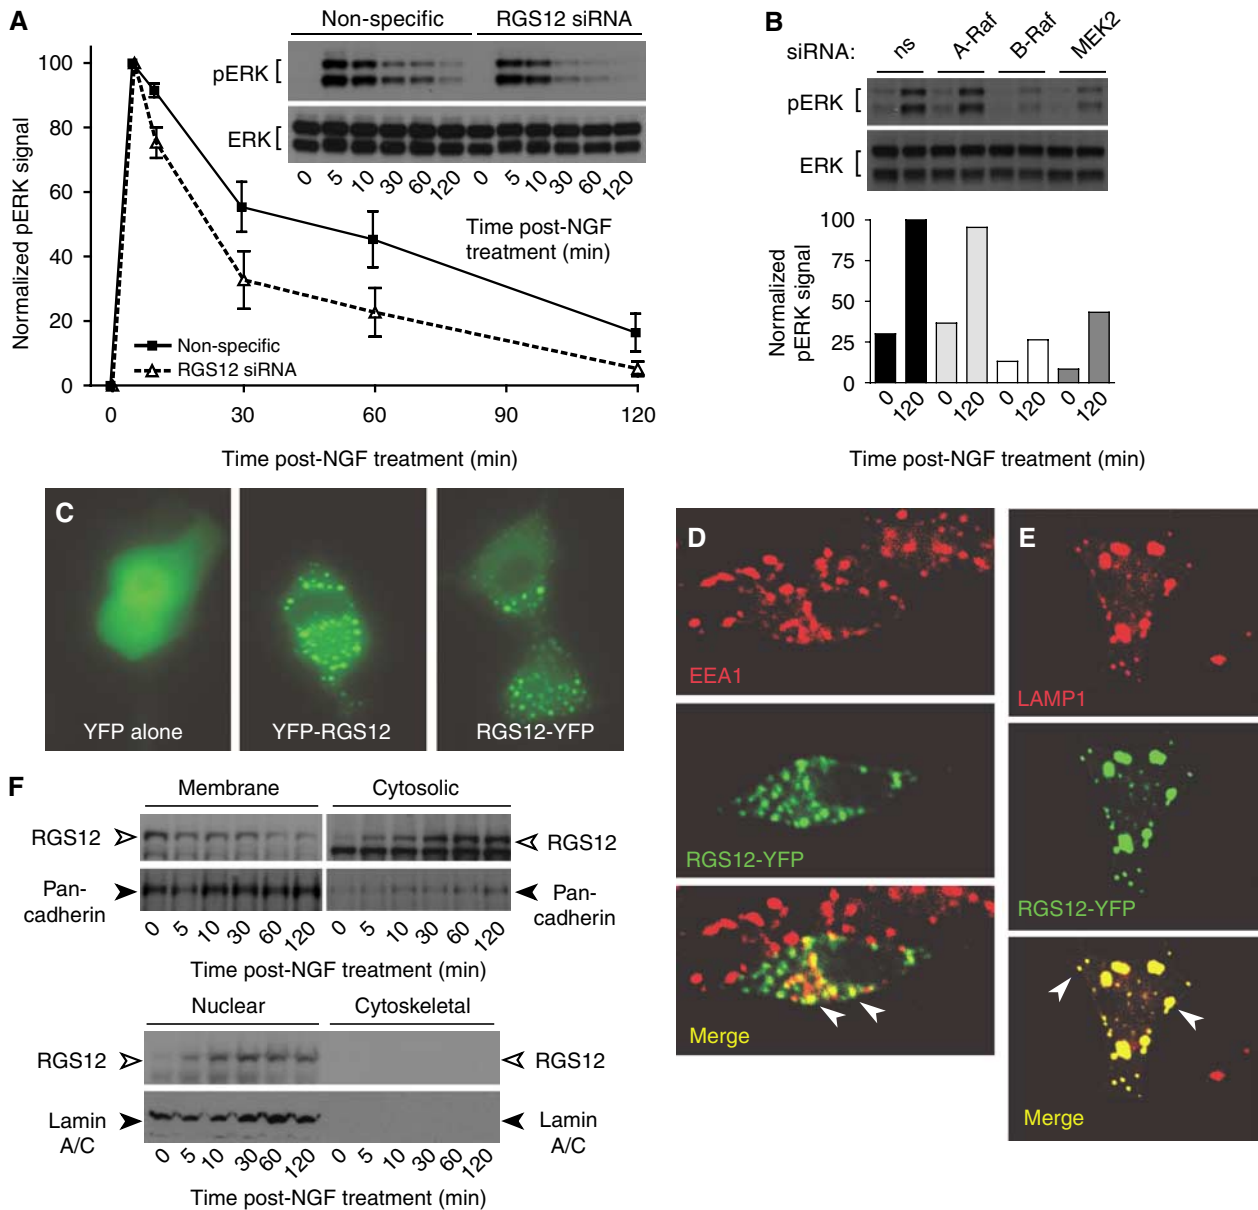 A
Non-specific
RGS12 siRNA
pERK
ERK
0 5 10 30 60 120 0 5 10 30 60 120
Time post-NGF
treatment (min)
Normalized pERK signal
100
80
60
40
20
0
Non-specific
RGS12 siRNA
0 30 60 90 120
Time post-NGF treatment (min)
B
siRNA:
ns A-Raf B-Raf MEK2
pERK
ERK
Normalized
pERK signal
100
75
50
25
0
0 120 0 120 0 120 0 120
Time post-NGF treatment (min)
C
YFP alone
YFP-RGS12
RGS12-YFP
D
EEA1
RGS12-YFP
Merge
E
LAMP1
RGS12-YFP
Merge
F
Membrane
Cytosolic
RGS12
RGS12
Pan-
cadherin
Pan-
cadherin
0 5 10 30 60 120 0 5 10 30 60 120
Time post-NGF treatment (min)
Nuclear
Cytoskeletal
RGS12
RGS12
Lamin
A/C
Lamin
A/C
0 5 10 30 60 120 0 5 10 30 60 120
Time post-NGF treatment (min)